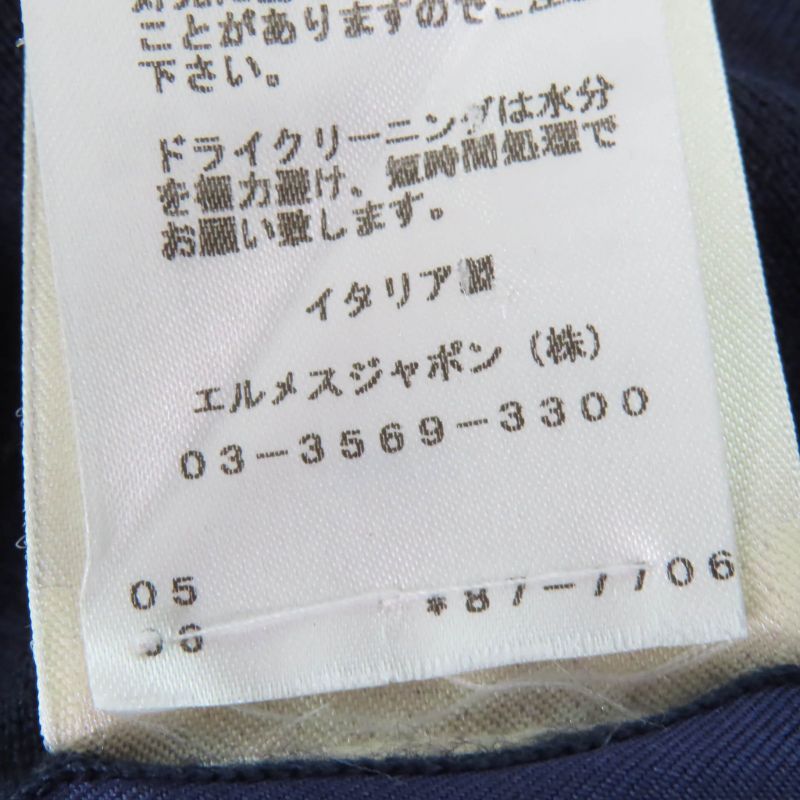 ことがありますのでご注意
下さい。
ドライクリーニングは水分
を極力避け、短時間処理で
お願い致します。
イタリア製
エルメスジャポン(株)
03-3569-3300
05 *87-7706
36